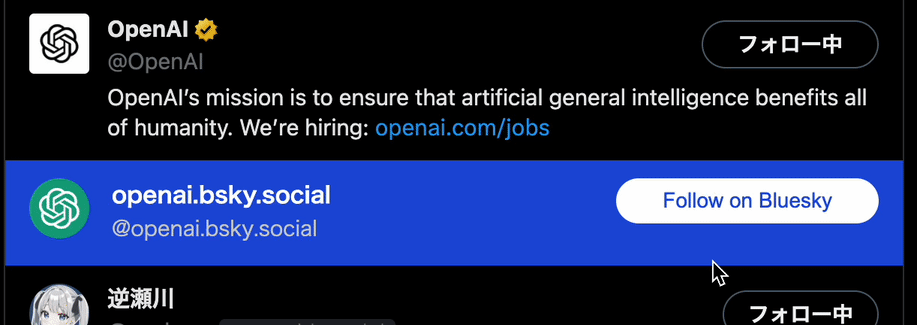 OpenAI
フォロー中
@OpenAI
OpenAI’s mission is to ensure that artificial general intelligence benefits all
of humanity. We’re hiring: openai.com/jobs
openai.bsky.social
Follow on Bluesky
@openai.bsky.social
逆瀬川
フォロー中